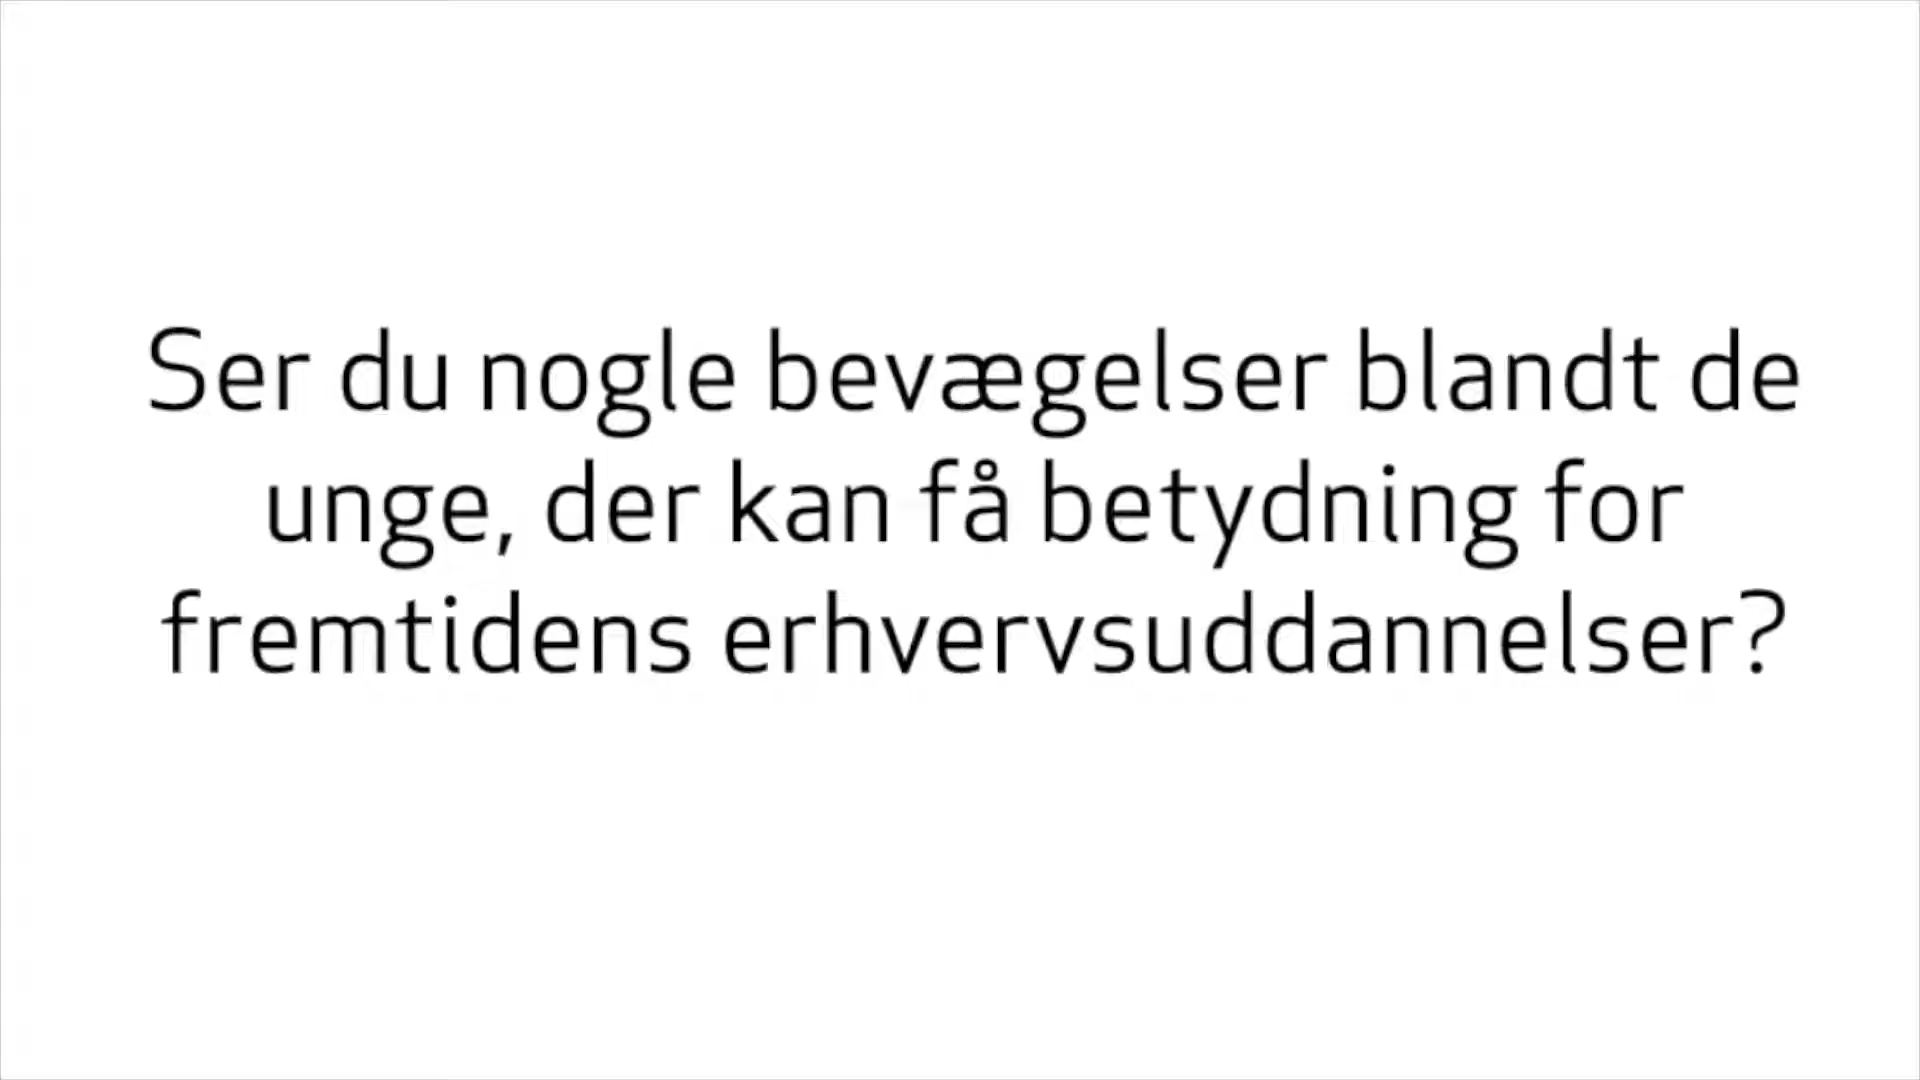 Ser du nogle bevægelser blandt de
unge, der kan få betydning for
fremtidens erhvervsuddannelser?